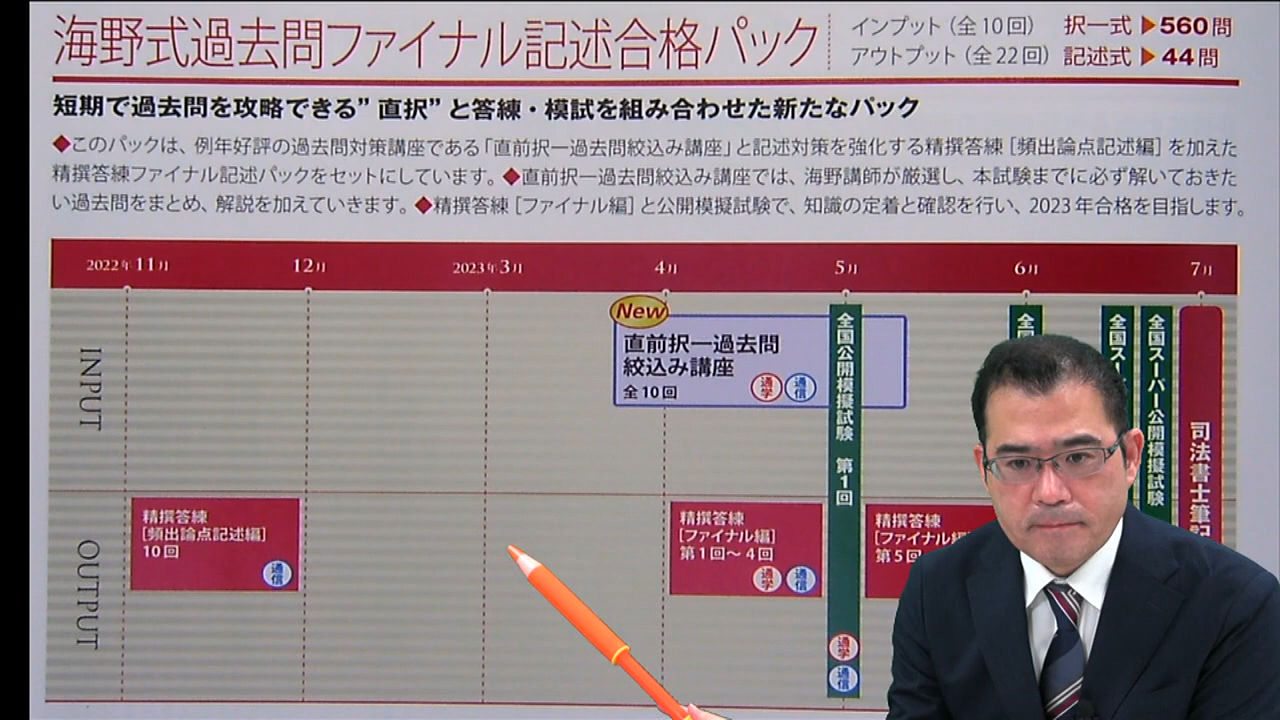 海野式過去問ファイナル記述合格パック
インプット（全10回） 択一式▶560問
アウトプット（全22回） 記述式▶44問
短期で過去問を攻略できる”直択”と答練・模試を組み合わせた新たなパック
◆このパックは、例年好評の過去問対策講座である「直前択一過去問絞込み講座」と記述対策を強化する精撰答練［頻出論点記述編］を加えた
精撰答練ファイナル記述パックをセットにしています。◆直前択一過去問絞込み講座では、海野講師が厳選し、本試験までに必ず解いておきた
い過去問をまとめ、解説を加えていきます。◆精撰答練［ファイナル編］と公開模擬試験で、知識の定着と確認を行い、2023年合格を目指します。
2022年11月 12月 2023年3月 4月 5月 6月 7月
INPUT
New
直前択一過去問
絞込み講座
全10回 通学 通信
全国公開模擬試験 第1回
通学
通信
全国
全国スー
全国スーパー公開模擬試験
司法書士筆記
OUTPUT
精撰答練
［頻出論点記述編］
10回
通信
精撰答練
［ファイナル編］
第1回〜4回
通学 通信
精撰答練
［ファイナル編
第5回